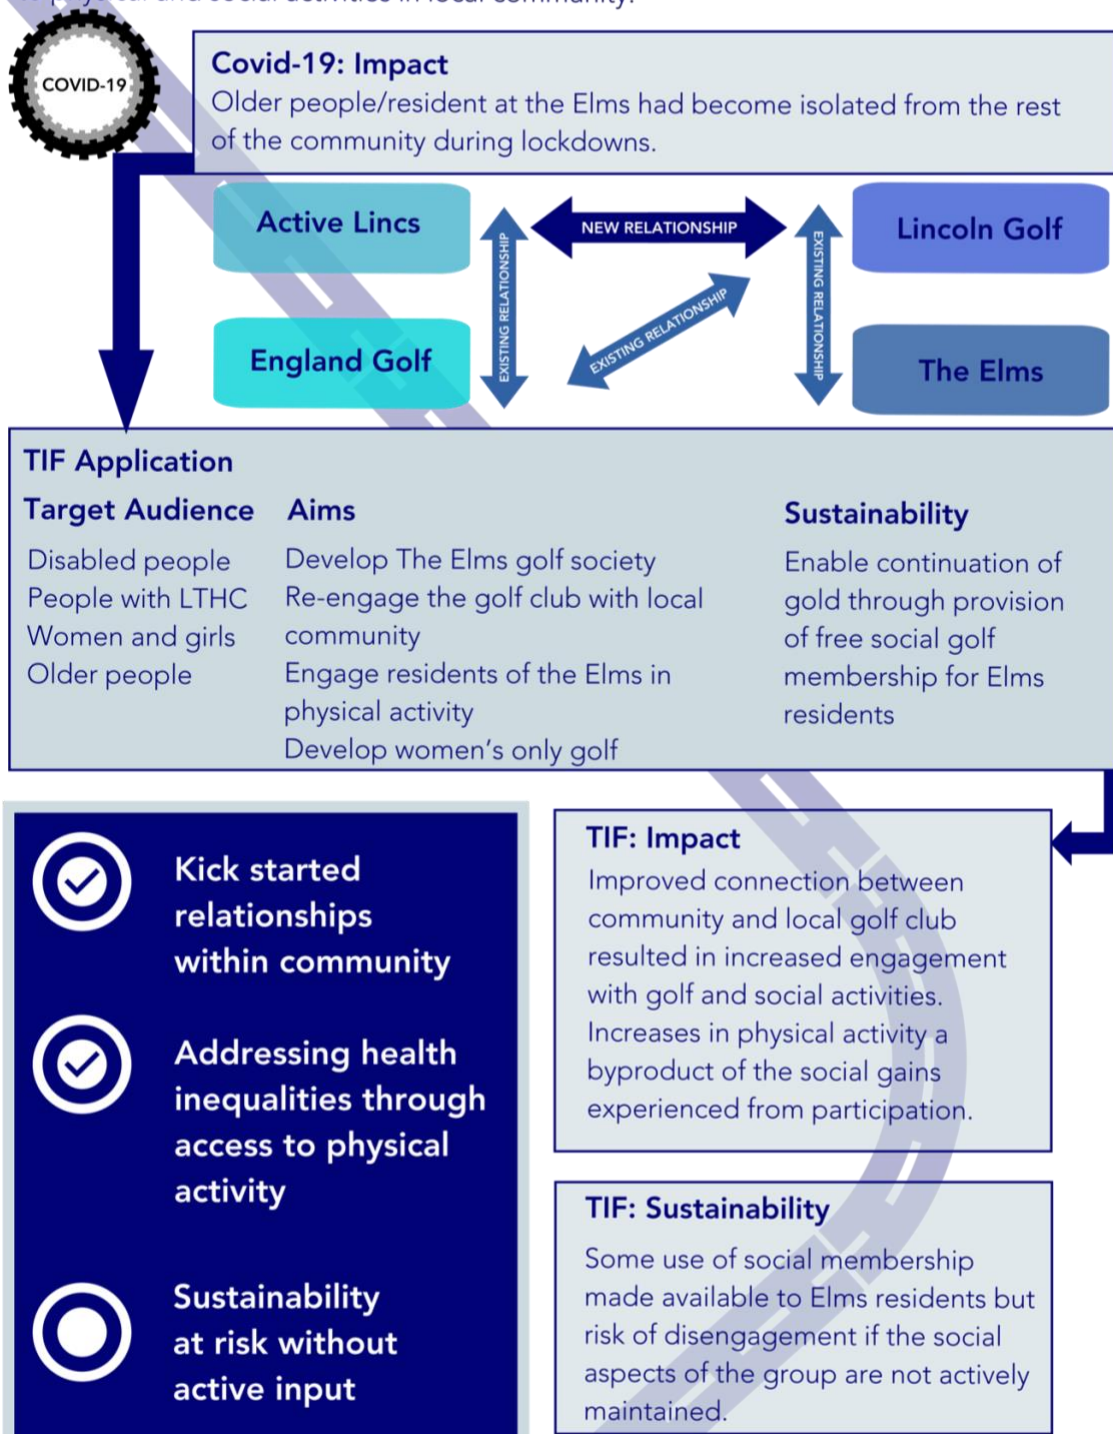 to physical and social activities in local community.
COVID-19
Covid-19: Impact
Older people/resident at the Elms had become isolated from the rest
of the community during lockdowns.
Active Lincs
EXISTING RELATIONSHIP
NEW RELATIONSHIP
EXISTING RELATIONSHIP
Lincoln Golf
England Golf
EXISTING RELATIONSHIP
The Elms
TIF Application
Target Audience
Disabled people
People with LTHC
Women and girls
Older people
Aims
Develop The Elms golf society
Re-engage the golf club with local
community
Engage residents of the Elms in
physical activity
Develop women's only golf
Sustainability
Enable continuation of
gold through provision
of free social golf
membership for Elms
residents
Kick started
relationships
within community
Addressing health
inequalities through
access to physical
activity
Sustainability
at risk without
active input
TIF: Impact
Improved connection between
community and local golf club
resulted in increased engagement
with golf and social activities.
Increases in physical activity a
byproduct of the social gains
experienced from participation.
TIF: Sustainability
Some use of social membership
made available to Elms residents but
risk of disengagement if the social
aspects of the group are not actively
maintained.